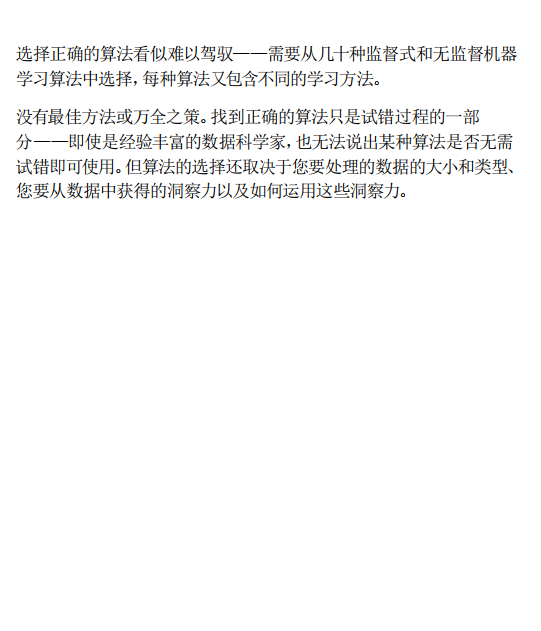 选择正确的算法看似难以驾驭——需要从几十种监督式和无监督机器
学习算法中选择，每种算法又包含不同的学习方法。
没有最佳方法或万全之策。找到正确的算法只是试错过程的一部
分——即使是经验丰富的数据科学家，也无法说出某种算法是否无需
试错即可使用。但算法的选择还取决于您要处理的数据的大小和类型、
您要从数据中获得的洞察力以及如何运用这些洞察力。